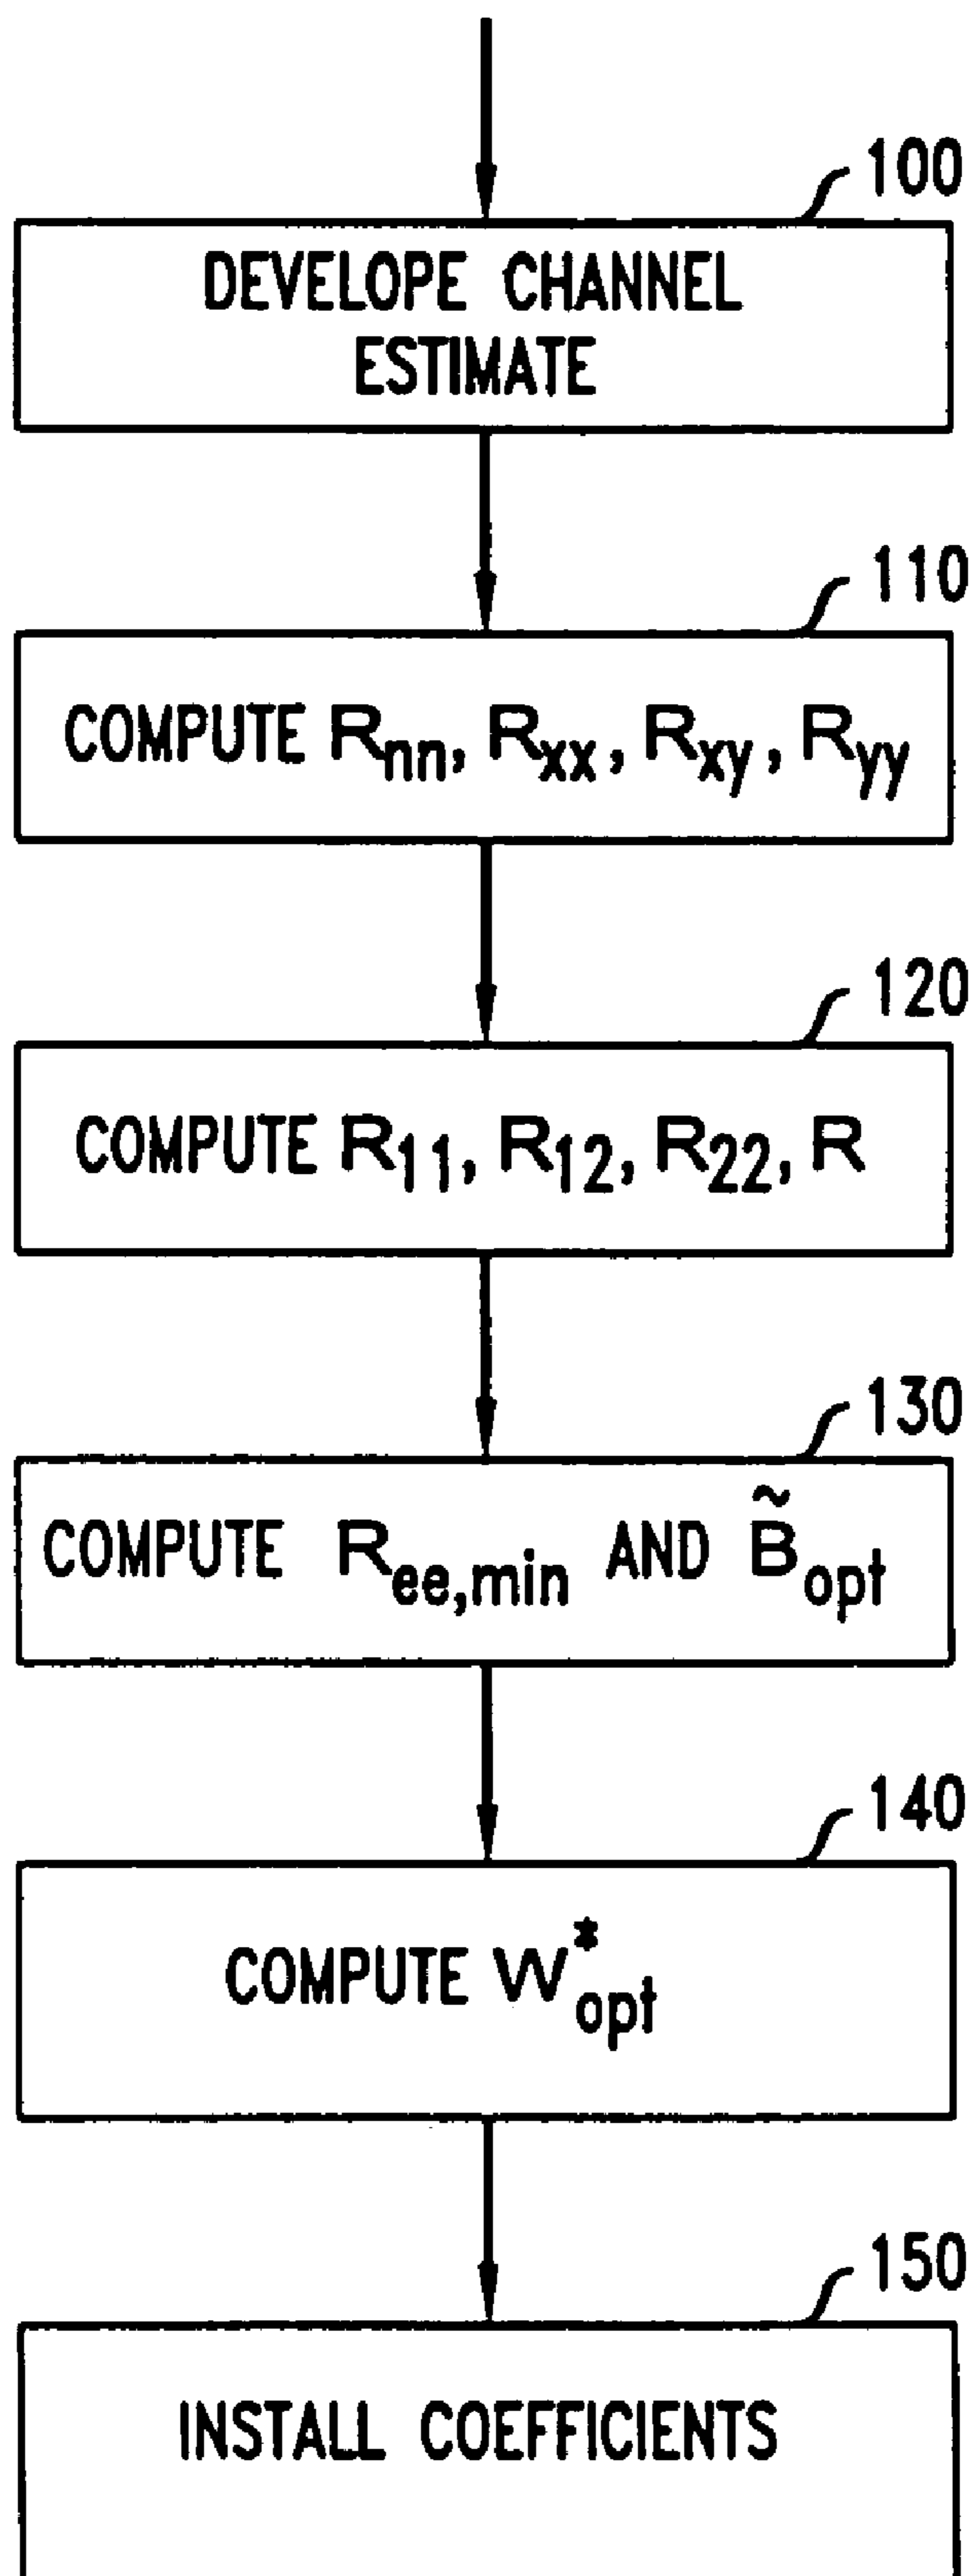 100
DEVELOPE CHANNEL
ESTIMATE
110
COMPUTE Rnn, Rxx, Rxy, Ryy
120
COMPUTE R11, R12, R22, R
130
COMPUTE Ree,min AND B̃opt
140
COMPUTE W*opt
150
INSTALL COEFFICIENTS